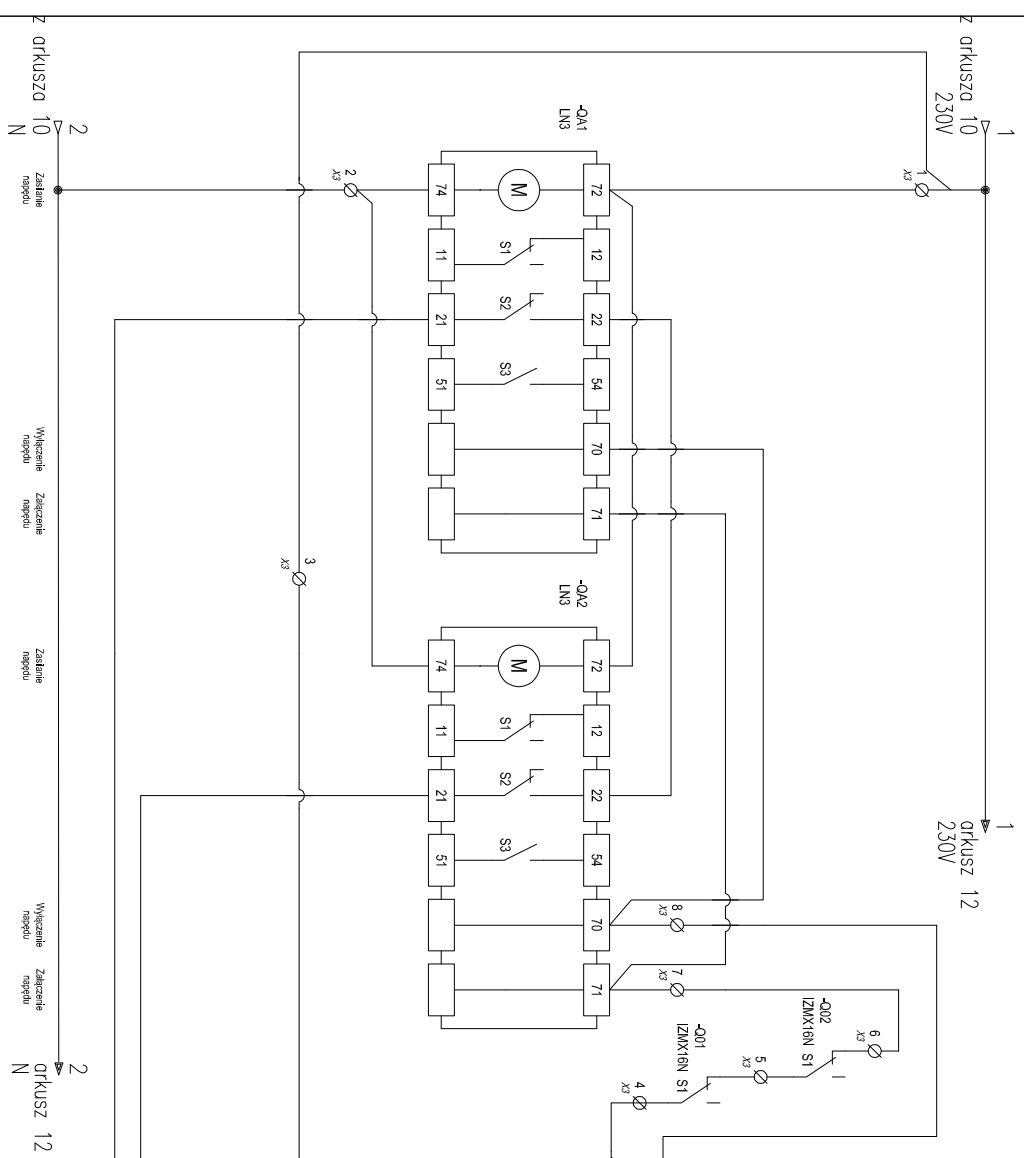 1
z arkusza 10
230V
1
arkusz 12
230V
1
X3
-QA1
LN3
72
12
22
54
70
71
M
S1
S2
S3
74
11
21
51
2
X3
3
X3
-QA2
LN3
72
12
22
54
70
71
M
S1
S2
S3
74
11
21
51
8
X3
7
X3
-Q02
IZMX16N S1
6
X3
-Q01
IZMX16N S1
5
X3
4
X3
2
z arkusza 10
N
Zasilanie
napędu
Wyłączenie
napędu
Załączenie
napędu
Zasilanie
napędu
Wyłączenie
napędu
Załączenie
napędu
2
arkusz 12
N